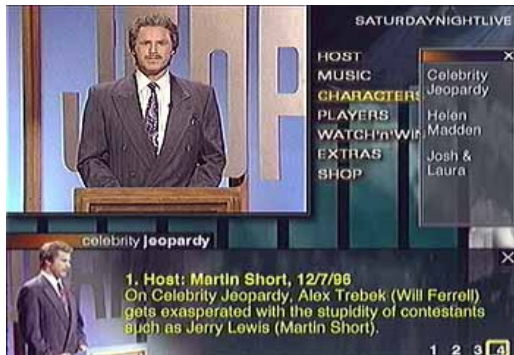 SATURDAYNIGHTLIVE
HOST
MUSIC
CHARACTERS
PLAYERS
WATCH'n'WIN
EXTRAS
SHOP
X
Celebrity
Jeopardy
Helen
Madden
Josh &
Laura
celebrity jeopardy
X
1. Host: Martin Short, 12/7/96
On Celebrity Jeopardy, Alex Trebek (Will Ferrell)
gets exasperated with the stupidity of contestants
such as Jerry Lewis (Martin Short).
1 2 3 4